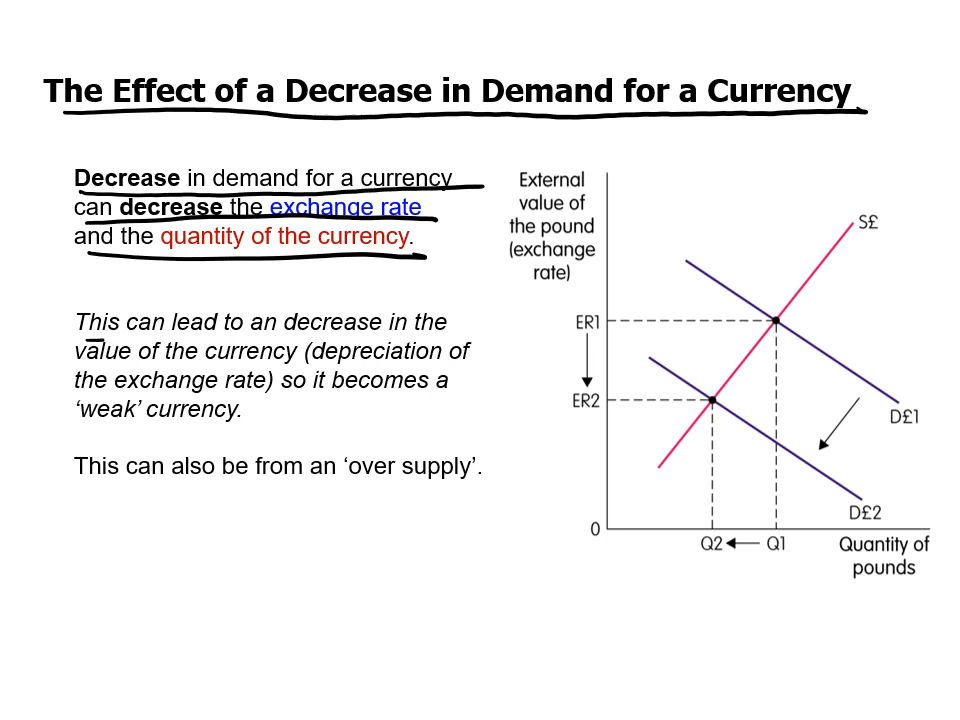 The Effect of a Decrease in Demand for a Currency
Decrease in demand for a currency
can decrease the exchange rate
and the quantity of the currency.
This can lead to an decrease in the
value of the currency (depreciation of
the exchange rate) so it becomes a
‘weak’ currency.
This can also be from an ‘over supply’.
External
value of
the pound
(exchange
rate)
S£
ER1
ER2
D£1
D£2
0
Q2
Q1
Quantity of
pounds